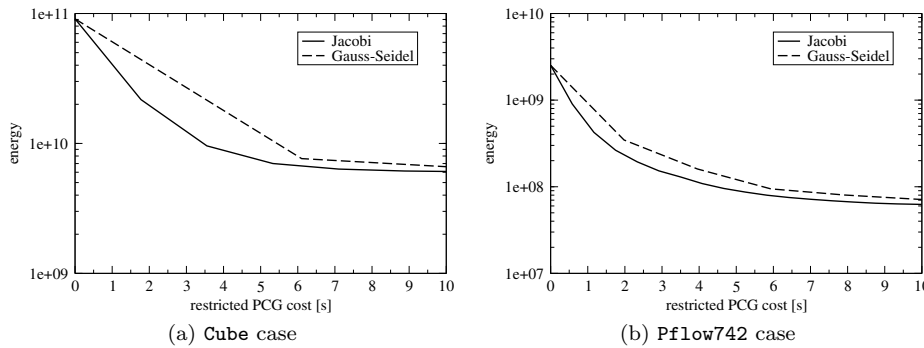 1e+11
1e+10
1e+09
energy
0 1 2 3 4 5 6 7 8 9 10
restricted PCG cost [s]
Jacobi
Gauss-Seidel
(a) Cube case
1e+10
1e+09
1e+08
1e+07
energy
0 1 2 3 4 5 6 7 8 9 10
restricted PCG cost [s]
Jacobi
Gauss-Seidel
(b) Pflow742 case